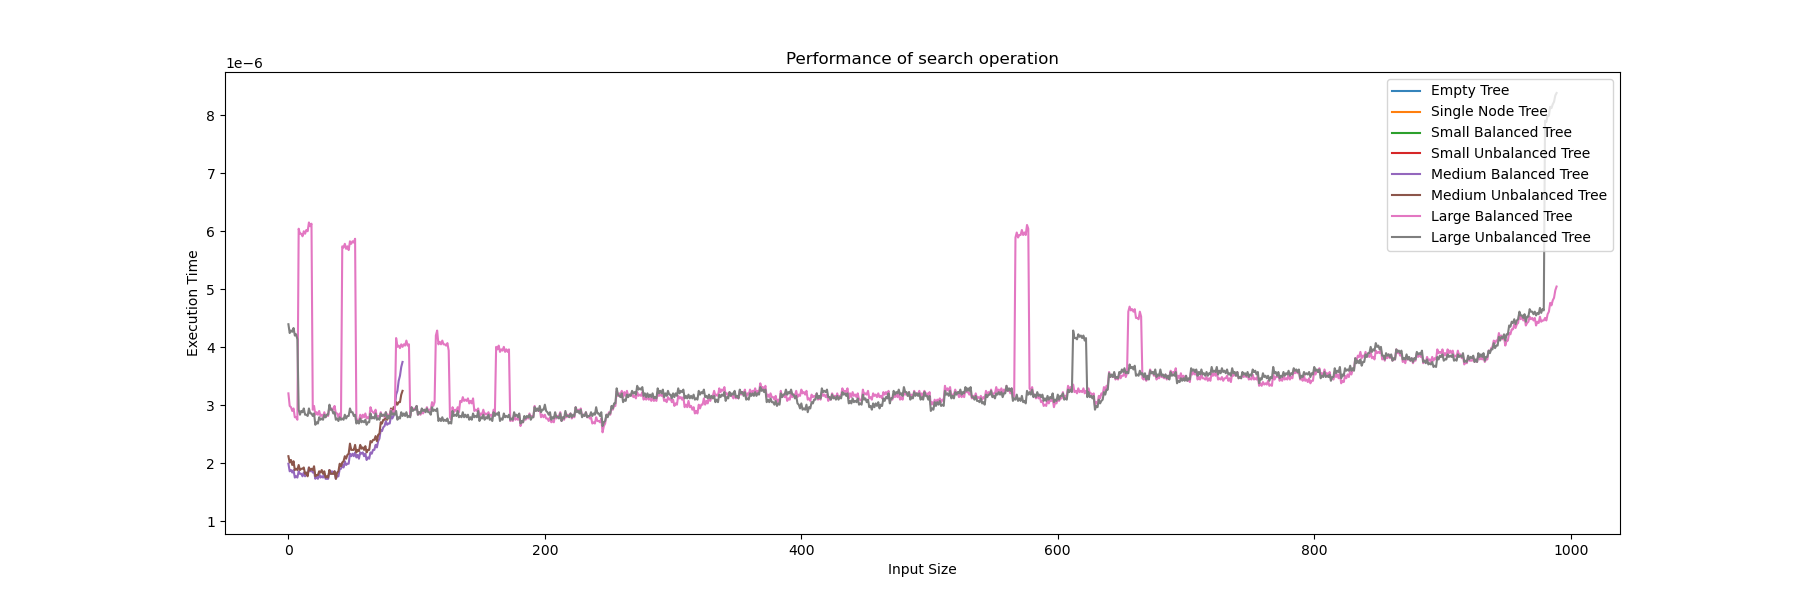 Performance of search operation
1e−6
8
7
6
5
4
3
2
1
Execution Time
Empty Tree
Single Node Tree
Small Balanced Tree
Small Unbalanced Tree
Medium Balanced Tree
Medium Unbalanced Tree
Large Balanced Tree
Large Unbalanced Tree
0 200 400 600 800 1000
Input Size